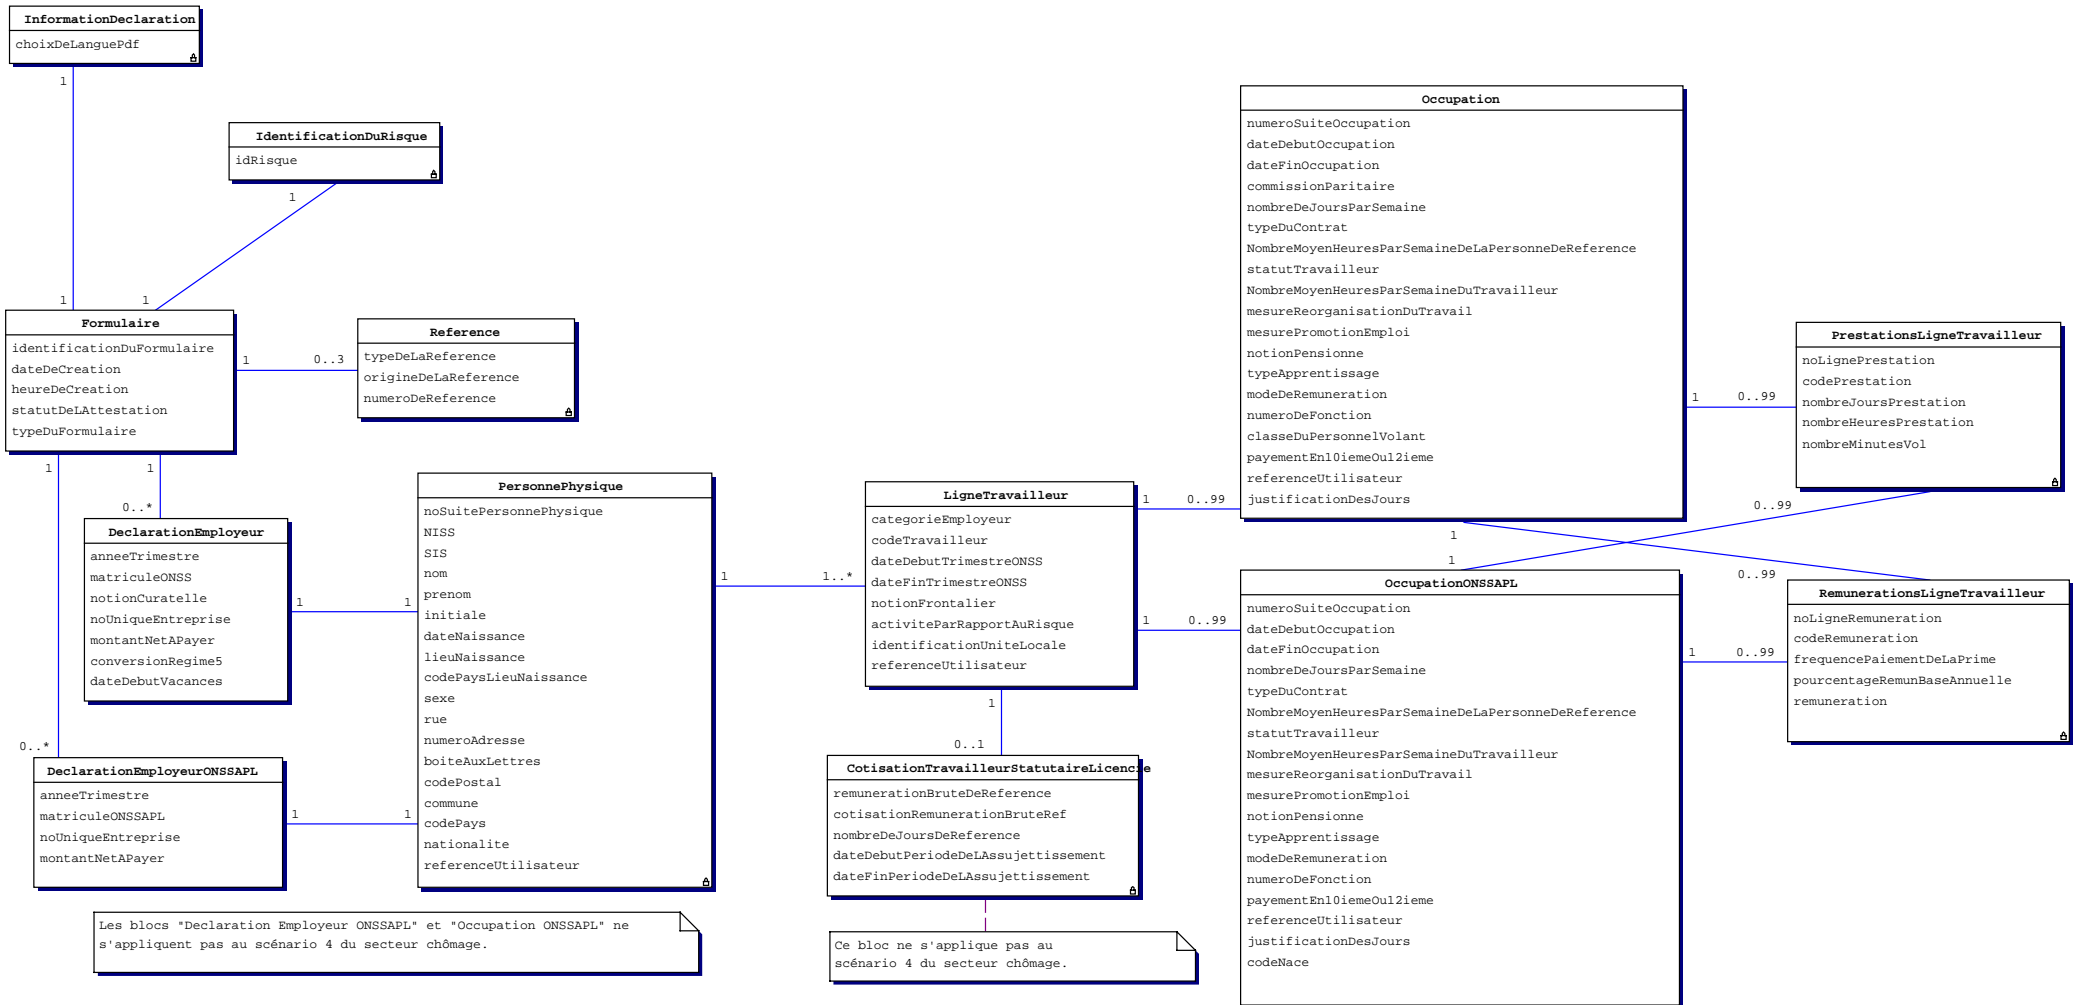 InformationDeclaration
choixDeLanguePdf
1
1
IdentificationDuRisque
idRisque
1
1
Formulaire
identificationDuFormulaire
dateDeCreation
heureDeCreation
statutDeLAttestation
typeDuFormulaire
1
0..3
Reference
typeDeLaReference
origineDeLaReference
numeroDeReference
1
0..*
1
0..*
DeclarationEmployeur
anneeTrimestre
matriculeONSS
notionCuratelle
noUniqueEntreprise
montantNetAPayer
conversionRegime5
dateDebutVacances
1
1
DeclarationEmployeurONSSAPL
anneeTrimestre
matriculeONSSAPL
noUniqueEntreprise
montantNetAPayer
1
1
PersonnePhysique
noSuitePersonnePhysique
NISS
SIS
nom
prenom
initiale
dateNaissance
lieuNaissance
codePaysLieuNaissance
sexe
rue
numeroAdresse
boiteAuxLettres
codePostal
commune
codePays
nationalite
referenceUtilisateur
1
1..*
Les blocs "Declaration Employeur ONSSAPL" et "Occupation ONSSAPL" ne
s'appliquent pas au scénario 4 du secteur chômage.
LigneTravailleur
categorieEmployeur
codeTravailleur
dateDebutTrimestreONSS
dateFinTrimestreONSS
notionFrontalier
activiteParRapportAuRisque
identificationUniteLocale
referenceUtilisateur
1
0..99
1
0..99
1
0..1
CotisationTravailleurStatutaireLicencie
remunerationBruteDeReference
cotisationRemunerationBruteRef
nombreDeJoursDeReference
dateDebutPeriodeDeLAssujettissement
dateFinPeriodeDeLAssujettissement
Ce bloc ne s'applique pas au
scénario 4 du secteur chômage.
Occupation
numeroSuiteOccupation
dateDebutOccupation
dateFinOccupation
commissionParitaire
nombreDeJoursParSemaine
typeDuContrat
NombreMoyenHeuresParSemaineDeLaPersonneDeReference
statutTravailleur
NombreMoyenHeuresParSemaineDuTravailleur
mesureReorganisationDuTravail
mesurePromotionEmploi
notionPensionne
typeApprentissage
modeDeRemuneration
numeroDeFonction
classeDuPersonnelVolant
payementEn10iemeOu12ieme
referenceUtilisateur
justificationDesJours
1
0..99
PrestationsLigneTravailleur
noLignePrestation
codePrestation
nombreJoursPrestation
nombreHeuresPrestation
nombreMinutesVol
0..99
1
1
0..99
OccupationONSSAPL
numeroSuiteOccupation
dateDebutOccupation
dateFinOccupation
nombreDeJoursParSemaine
typeDuContrat
NombreMoyenHeuresParSemaineDeLaPersonneDeReference
statutTravailleur
NombreMoyenHeuresParSemaineDuTravailleur
mesureReorganisationDuTravail
mesurePromotionEmploi
notionPensionne
typeApprentissage
modeDeRemuneration
numeroDeFonction
payementEn10iemeOu12ieme
referenceUtilisateur
justificationDesJours
codeNace
1
0..99
RemunerationsLigneTravailleur
noLigneRemuneration
codeRemuneration
frequencePaiementDeLaPrime
pourcentageRemunBaseAnnuelle
remuneration